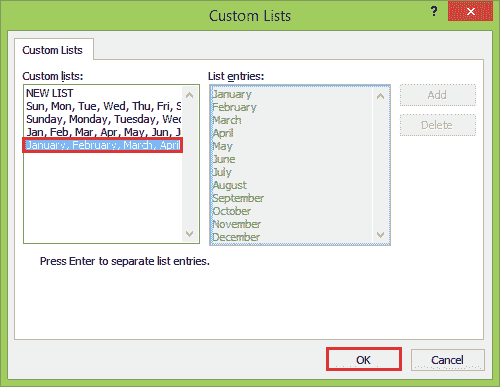 Custom Lists
?
Custom Lists
Custom lists:
NEW LIST
Sun, Mon, Tue, Wed, Thu, Fri, S
Sunday, Monday, Tuesday, Wed
Jan, Feb, Mar, Apr, May, Jun, J
January, February, March, April
List entries:
January
February
March
April
May
June
July
August
September
October
November
December
Add
Delete
Press Enter to separate list entries.
OK
Cancel